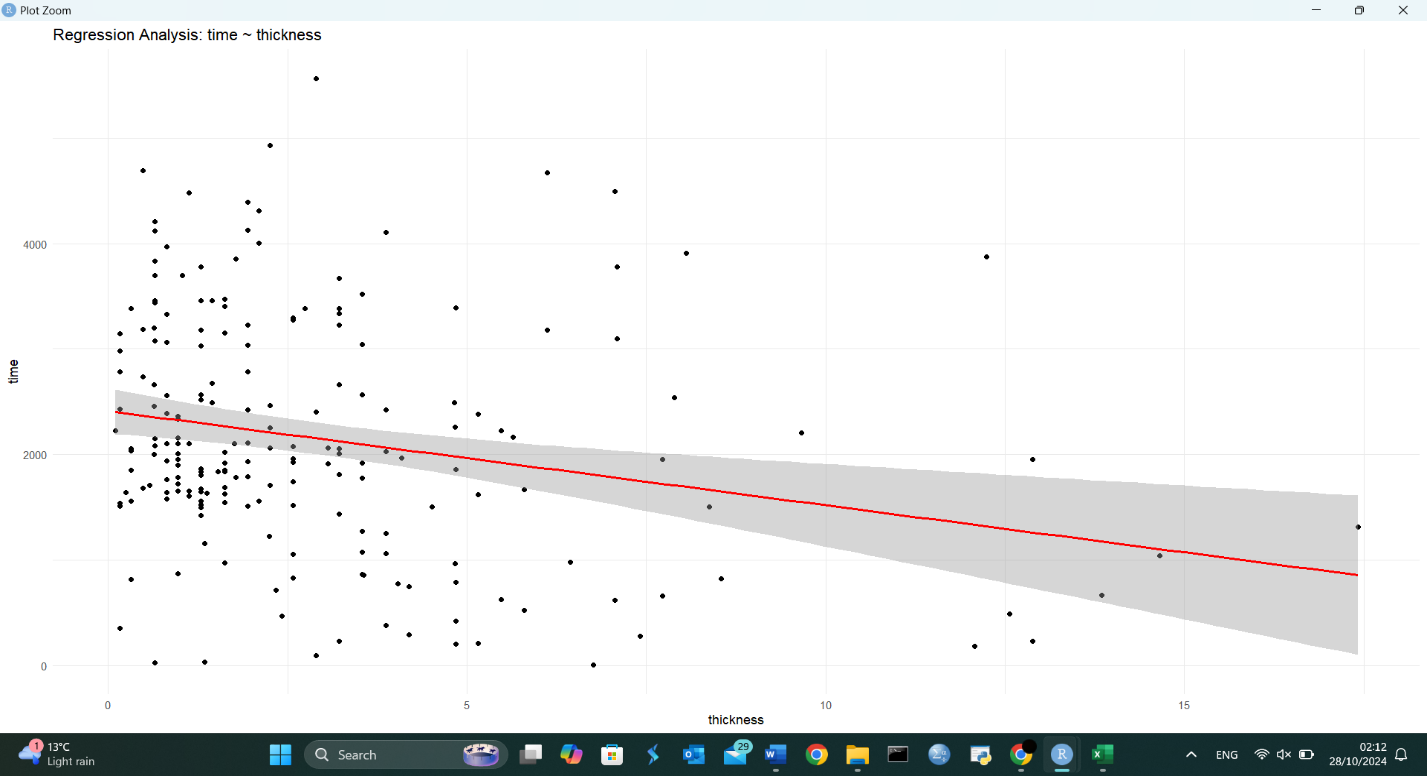 R Plot Zoom
Regression Analysis: time ~ thickness
4000
2000
0
time
0 5 10 15
thickness
1 13°C
Light rain
Search
29
ENG
02:12
28/10/2024